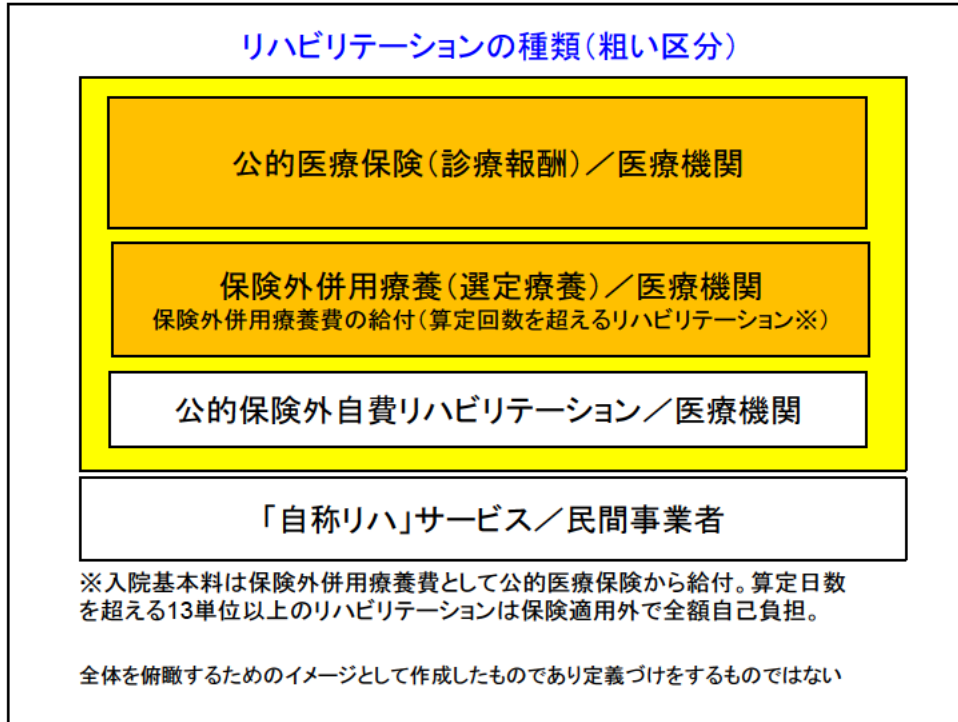 リハビリテーションの種類（粗い区分）
公的医療保険（診療報酬）／医療機関
保険外併用療養（選定療養）／医療機関
保険外併用療養費の給付（算定回数を超えるリハビリテーション※）
公的保険外自費リハビリテーション／医療機関
「自称リハ」サービス／民間事業者
※入院基本料は保険外併用療養費として公的医療保険から給付。算定日数
を超える13単位以上のリハビリテーションは保険適用外で全額自己負担。
全体を俯瞰するためのイメージとして作成したものであり定義づけをするものではない